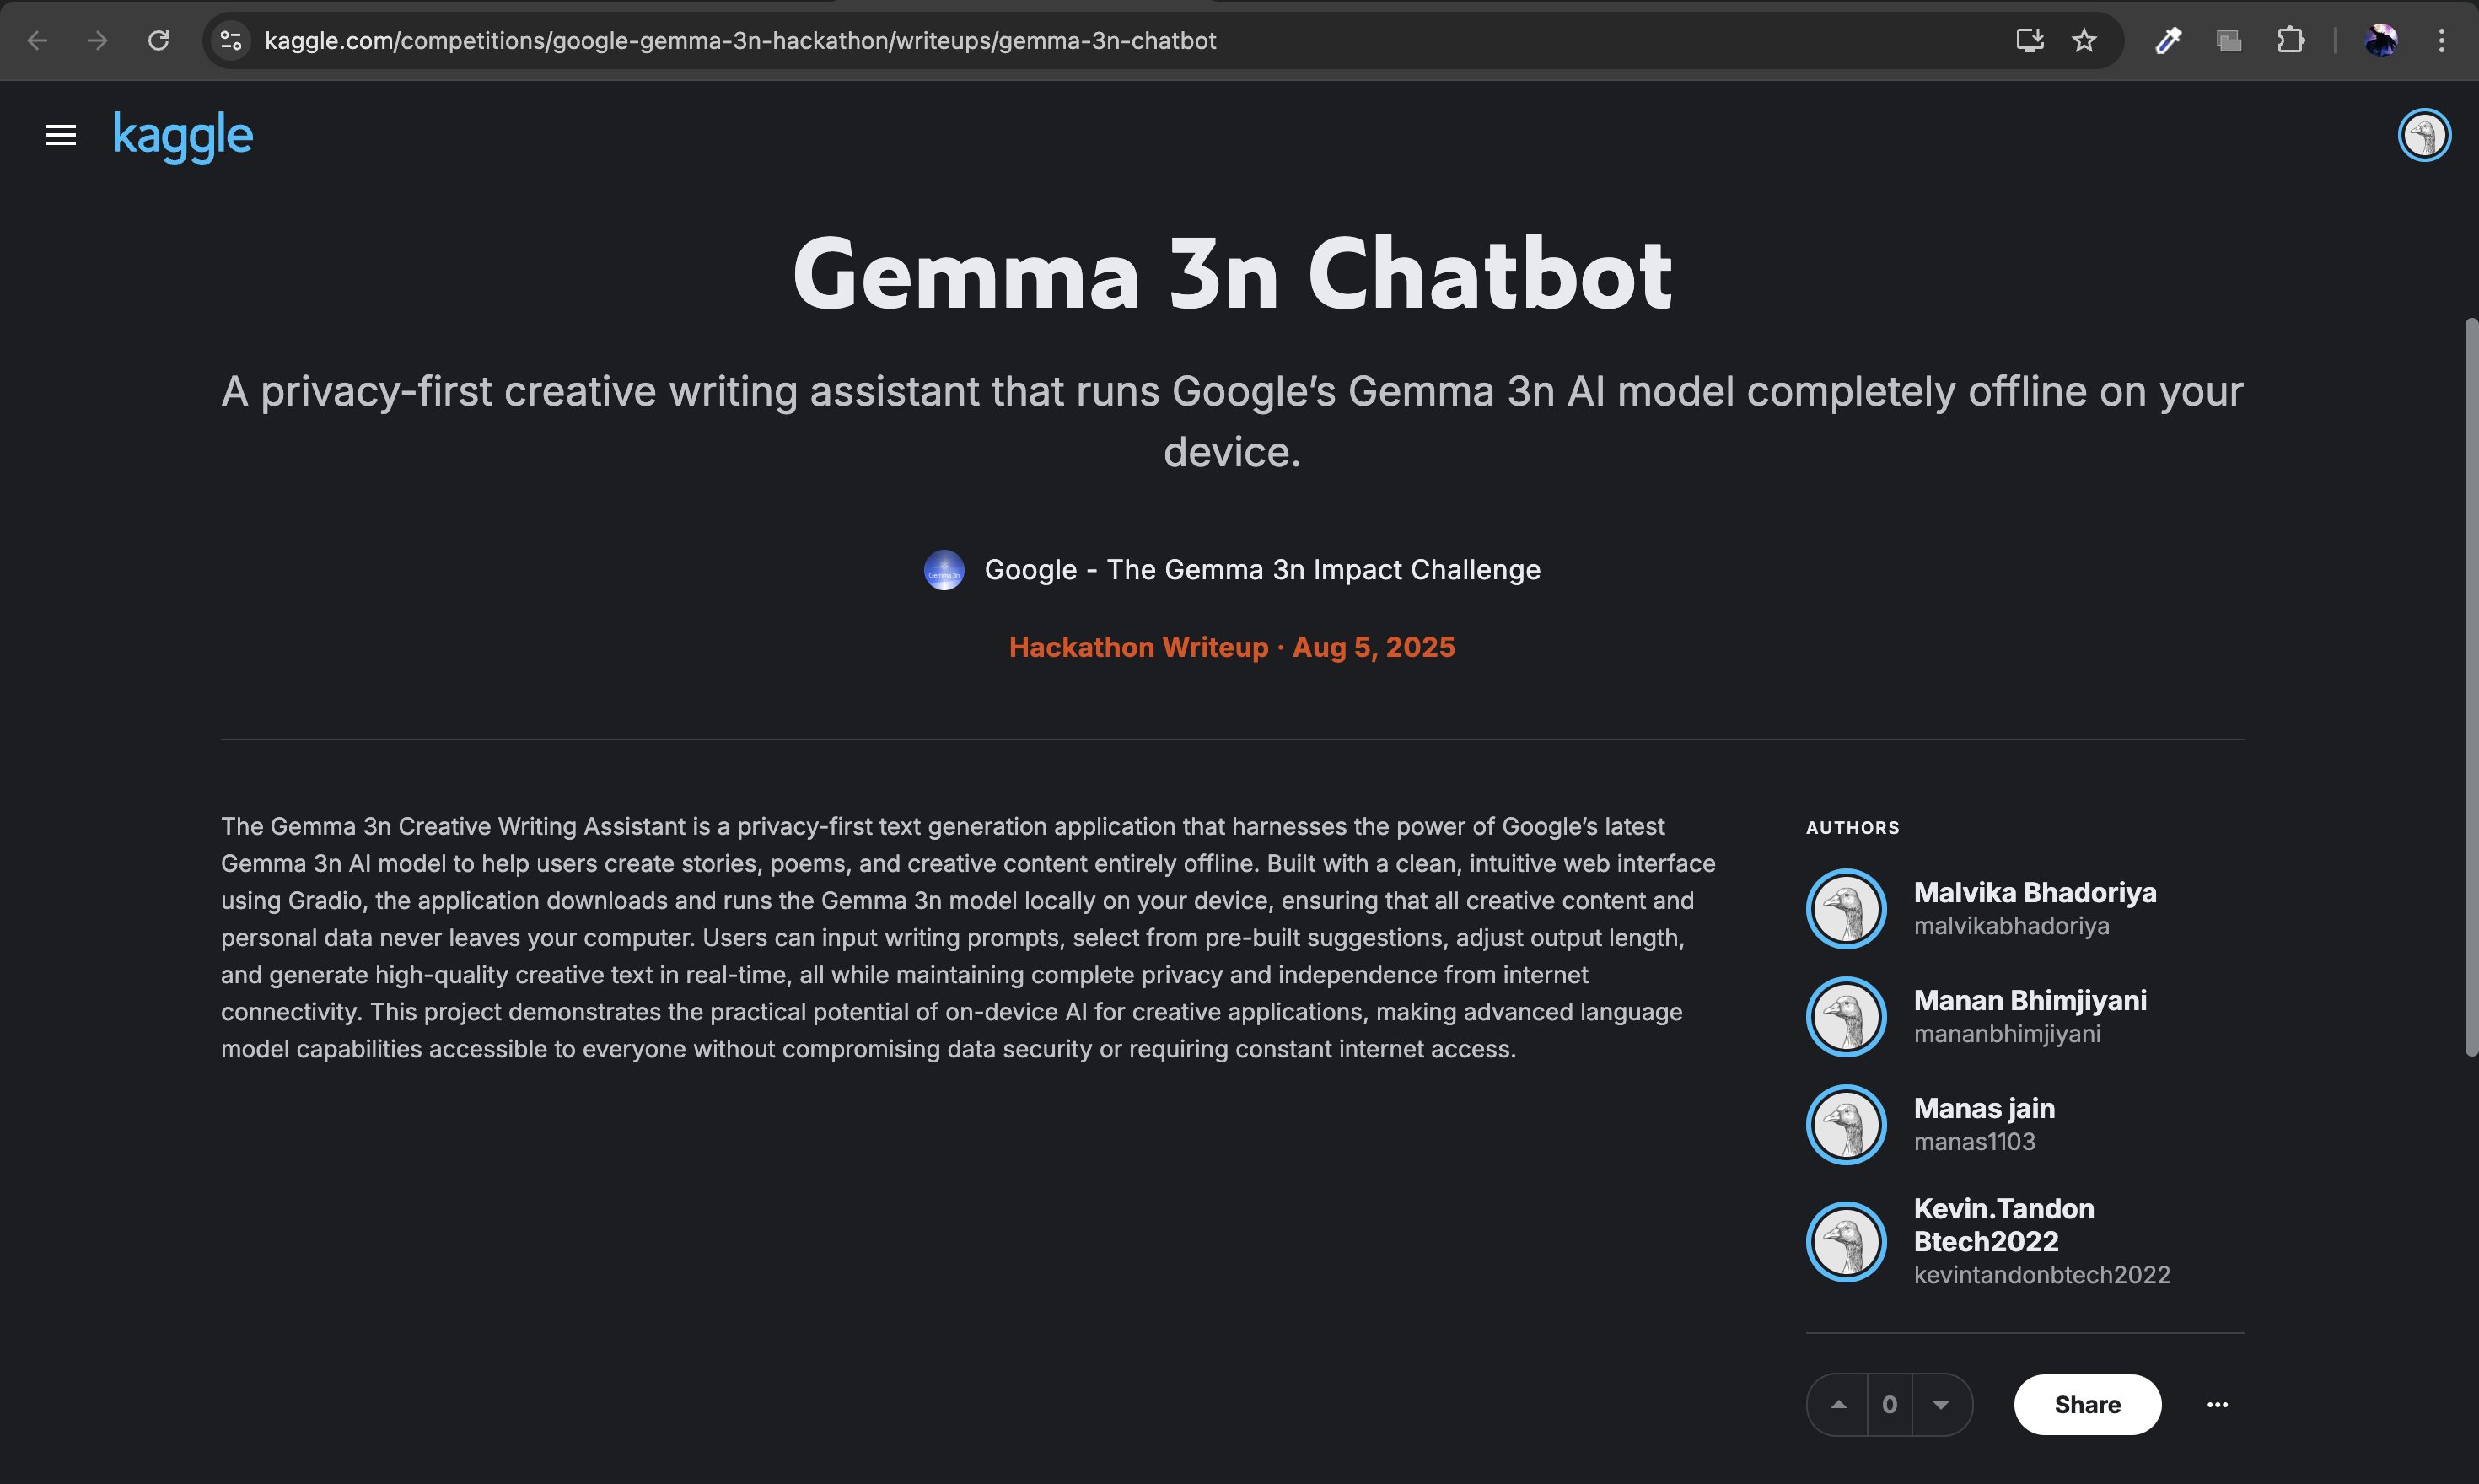 kaggle.com/competitions/google-gemma-3n-hackathon/writeups/gemma-3n-chatbot
kaggle
Gemma 3n Chatbot
A privacy-first creative writing assistant that runs Google’s Gemma 3n AI model completely offline on your
device.
Gemma 3n
Google - The Gemma 3n Impact Challenge
Hackathon Writeup · Aug 5, 2025
The Gemma 3n Creative Writing Assistant is a privacy-first text generation application that harnesses the power of Google’s latest
Gemma 3n AI model to help users create stories, poems, and creative content entirely offline. Built with a clean, intuitive web interface
using Gradio, the application downloads and runs the Gemma 3n model locally on your device, ensuring that all creative content and
personal data never leaves your computer. Users can input writing prompts, select from pre-built suggestions, adjust output length,
and generate high-quality creative text in real-time, all while maintaining complete privacy and independence from internet
connectivity. This project demonstrates the practical potential of on-device AI for creative applications, making advanced language
model capabilities accessible to everyone without compromising data security or requiring constant internet access.
AUTHORS
Malvika Bhadoriya
malvikabhadoriya
Manan Bhimjiyani
mananbhimjiyani
Manas jain
manas1103
Kevin.Tandon
Btech2022
kevintandonbtech2022
0
Share